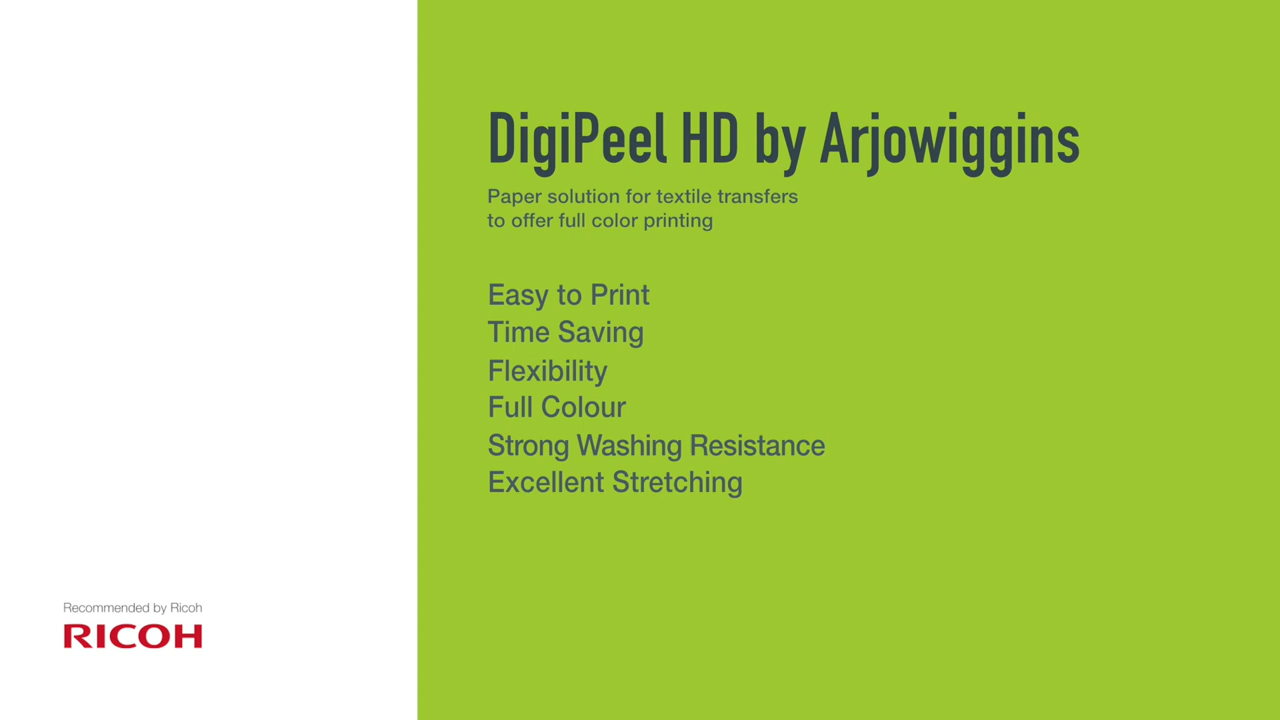 DigiPeel HD by Arjowiggins
Paper solution for textile transfers
to offer full color printing
Easy to Print
Time Saving
Flexibility
Full Colour
Strong Washing Resistance
Excellent Stretching
Recommended by Ricoh
RICOH